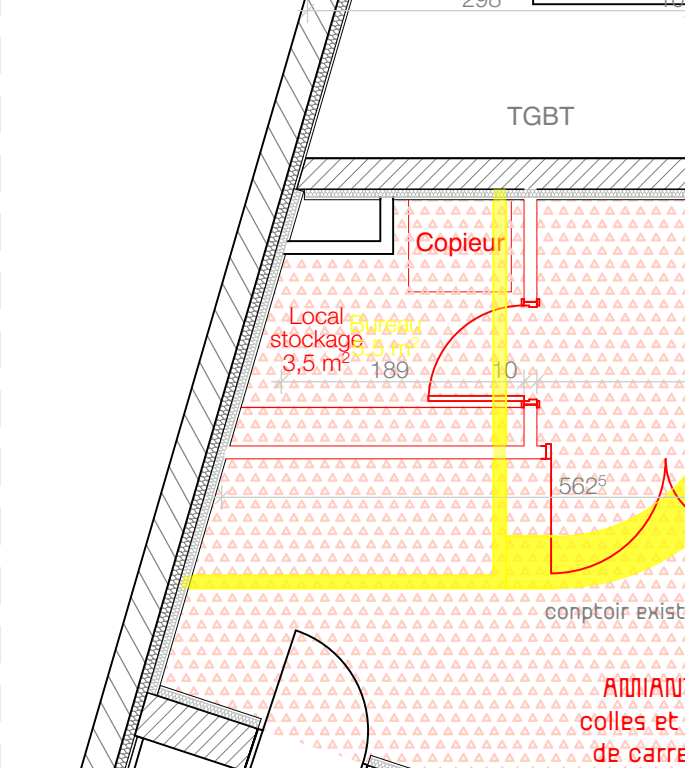 298
TGBT
Copieur
Local
stockage
3,5 m²
Bureau
5,5 m²
189
10
562⁵
conptoir exist
AMIANT
colles et
de carre